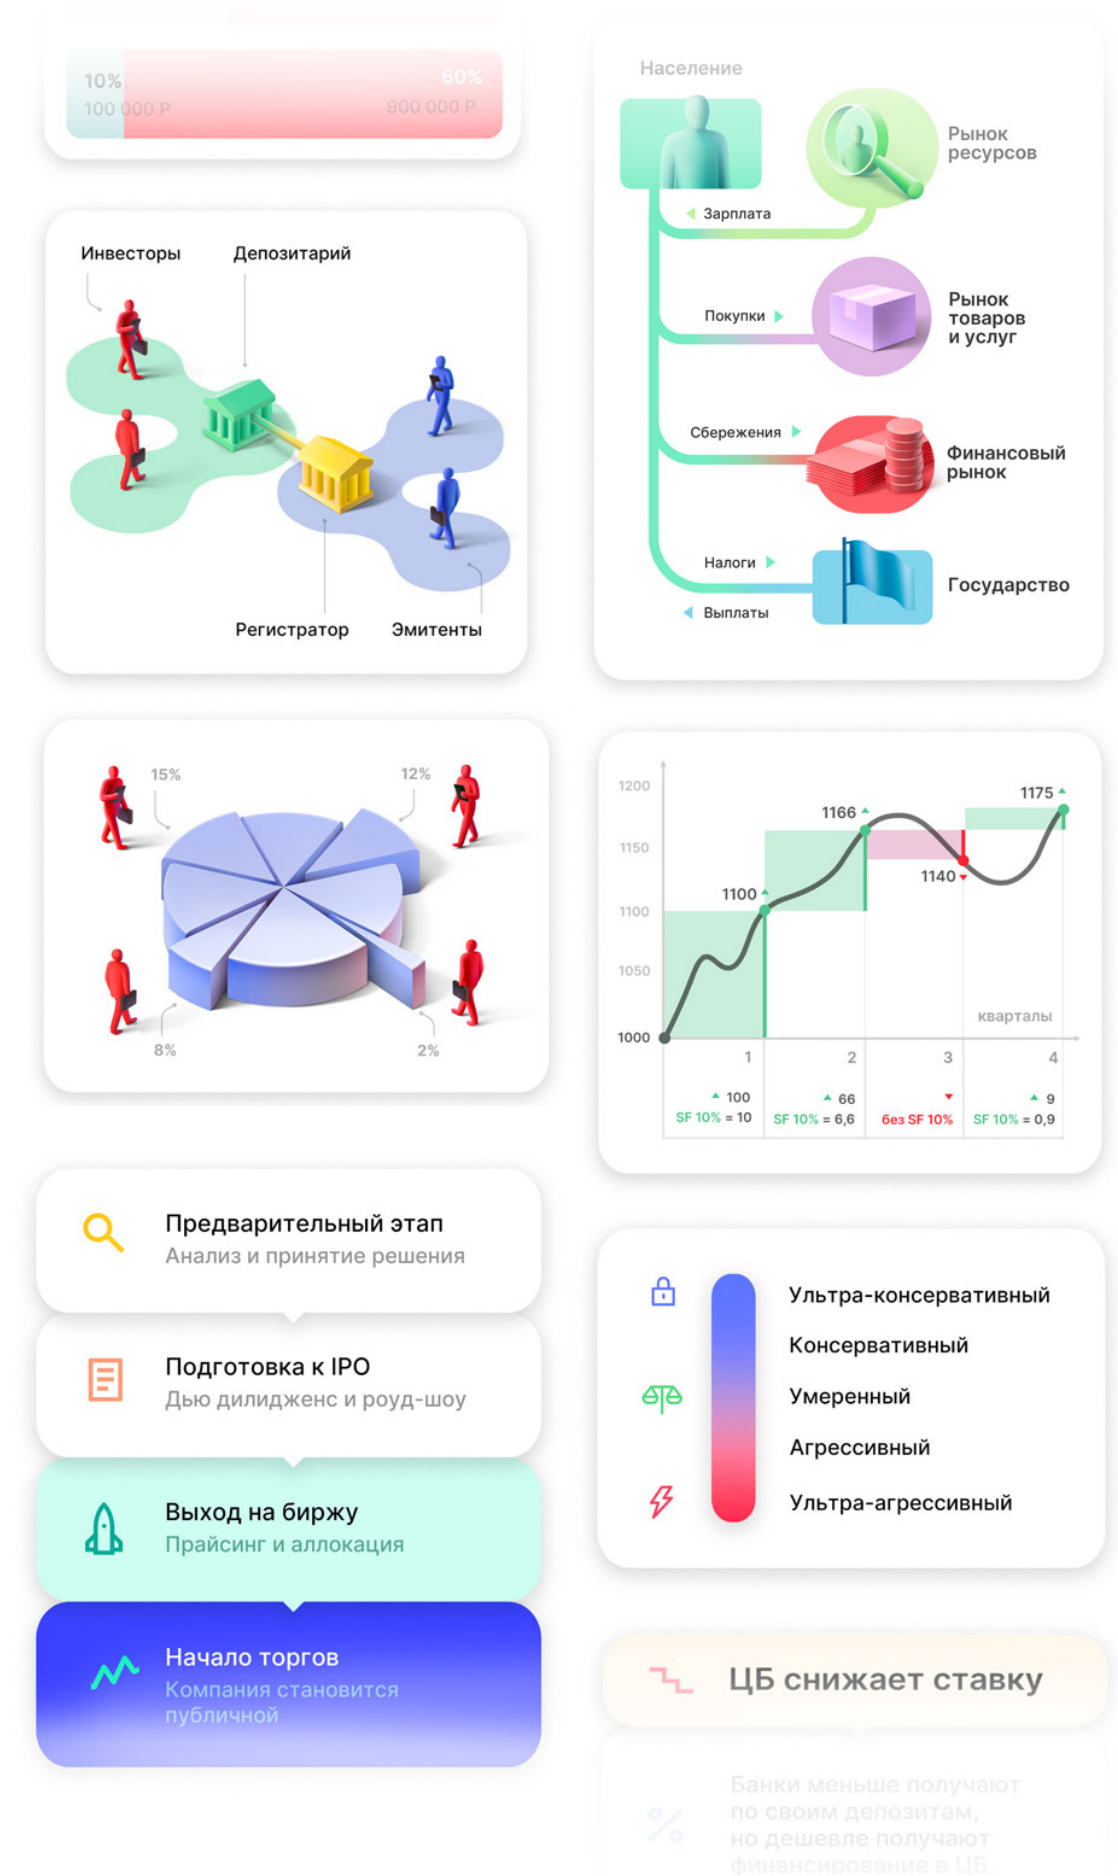 10%
60%
100 000 Р
900 000 Р
Инвесторы
Депозитарий
Регистратор
Эмитенты
15%
12%
8%
2%
Предварительный этап
Анализ и принятие решения
Подготовка к IPO
Дью дилидженс и роуд-шоу
Выход на биржу
Прайсинг и аллокация
Начало торгов
Компания становится
публичной
Население
Рынок
ресурсов
Зарплата
Покупки
Рынок
товаров
и услуг
Сбережения
Финансовый
рынок
Налоги
Выплаты
Государство
1200
1150
1100
1050
1000
1100
1166
1140
1175
кварталы
1
2
3
4
100
66
9
SF 10% = 10
SF 10% = 6,6
без SF 10%
SF 10% = 0,9
Ультра-консервативный
Консервативный
Умеренный
Агрессивный
Ультра-агрессивный
ЦБ снижает ставку
Банки меньше получают
по своим депозитам,
но дешевле получают
финансирование в ЦБ